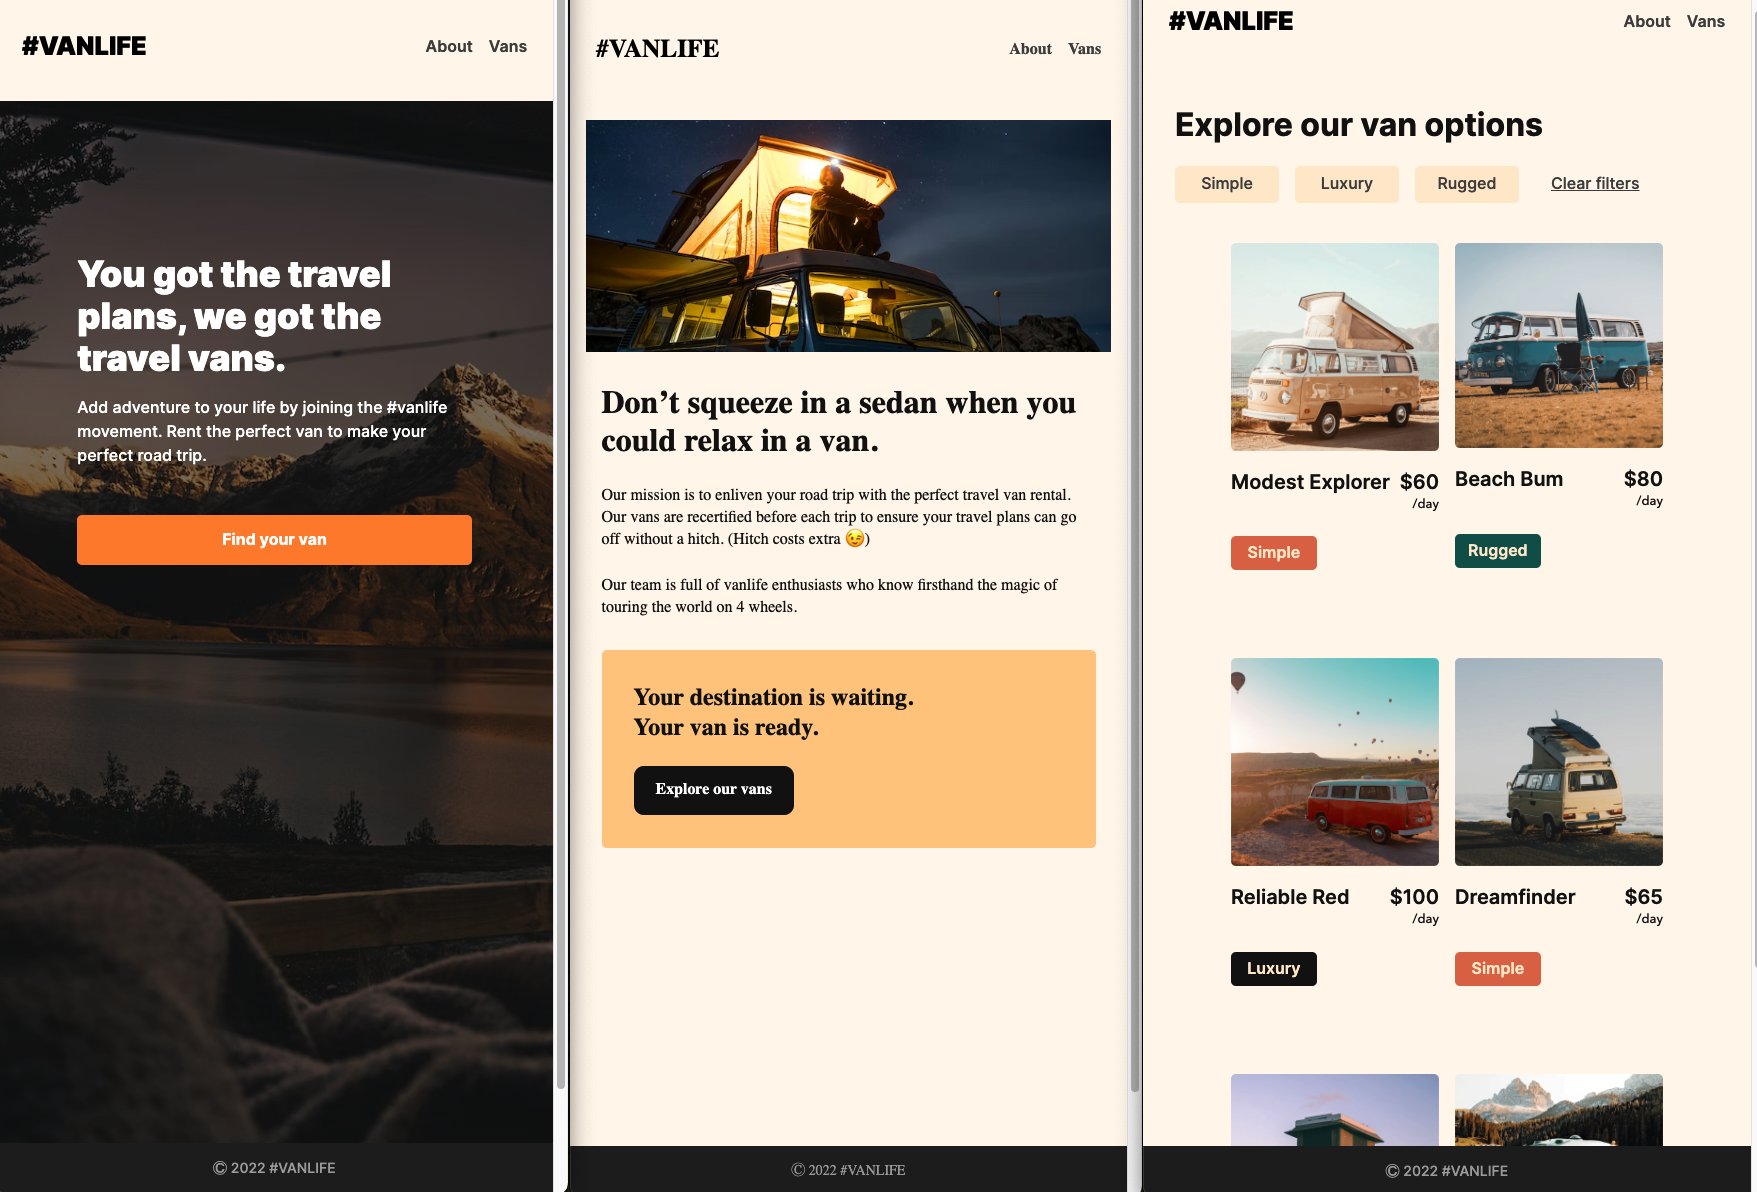 #VANLIFE
About Vans
You got the travel
plans, we got the
travel vans.
Add adventure to your life by joining the #vanlife
movement. Rent the perfect van to make your
perfect road trip.
Find your van
© 2022 #VANLIFE
#VANLIFE
About Vans
Don’t squeeze in a sedan when you
could relax in a van.
Our mission is to enliven your road trip with the perfect travel van rental.
Our vans are recertified before each trip to ensure your travel plans can go
off without a hitch. (Hitch costs extra 😉)
Our team is full of vanlife enthusiasts who know firsthand the magic of
touring the world on 4 wheels.
Your destination is waiting.
Your van is ready.
Explore our vans
© 2022 #VANLIFE
#VANLIFE
About Vans
Explore our van options
Simple Luxury Rugged Clear filters
Modest Explorer $60
/day
Simple
Beach Bum $80
/day
Rugged
Reliable Red $100
/day
Luxury
Dreamfinder $65
/day
Simple
© 2022 #VANLIFE